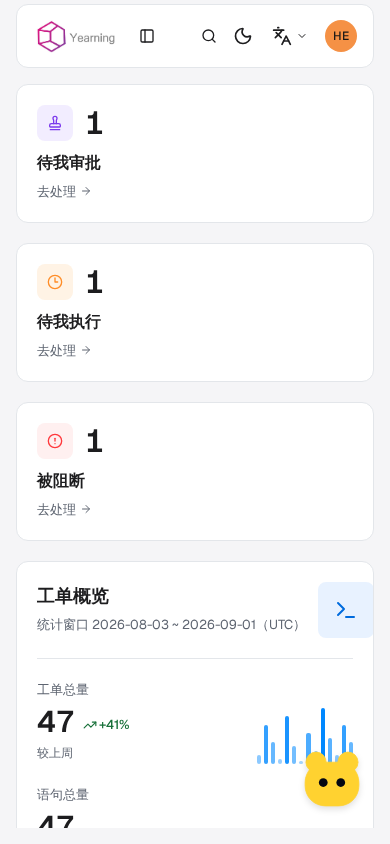 Yearning
HE
1
待我审批
去处理
1
待我执行
去处理
1
被阻断
去处理
工单概览
统计窗口 2026-08-03 ~ 2026-09-01（UTC）
工单总量
47 +41%
较上周
语句总量
47